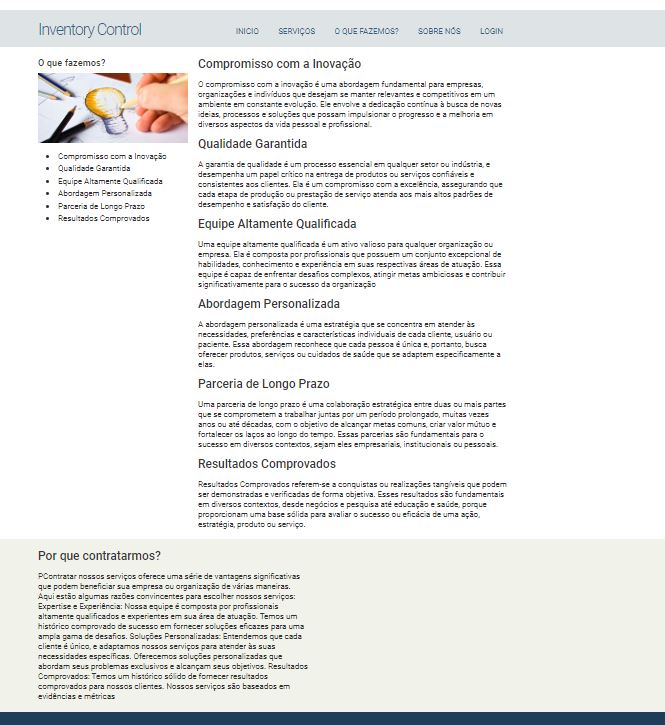 Inventory Control
INICIO SERVIÇOS O QUE FAZEMOS? SOBRE NÓS LOGIN
O que fazemos?
Compromisso com a Inovação
Qualidade Garantida
Equipe Altamente Qualificada
Abordagem Personalizada
Parceria de Longo Prazo
Resultados Comprovados
Compromisso com a Inovação
O compromisso com a inovação é uma abordagem fundamental para empresas,
organizações e indivíduos que desejam se manter relevantes e competitivos em um
ambiente em constante evolução. Ele envolve a dedicação contínua à busca de novas
ideias, processos e soluções que possam impulsionar o progresso e a melhoria em
diversos aspectos da vida pessoal e profissional.
Qualidade Garantida
A garantia de qualidade é um processo essencial em qualquer setor ou indústria, e
desempenha um papel crítico na entrega de produtos ou serviços confiáveis e
consistentes aos clientes. Ela é um compromisso com a excelência, assegurando que
cada etapa de produção ou prestação de serviço atenda aos mais altos padrões de
desempenho e satisfação do cliente.
Equipe Altamente Qualificada
Uma equipe altamente qualificada é um ativo valioso para qualquer organização ou
empresa. Ela é composta por profissionais que possuem um conjunto excepcional de
habilidades, conhecimento e experiência em suas respectivas áreas de atuação. Essa
equipe é capaz de enfrentar desafios complexos, atingir metas ambiciosas e contribuir
significativamente para o sucesso da organização
Abordagem Personalizada
A abordagem personalizada é uma estratégia que se concentra em atender às
necessidades, preferências e características individuais de cada cliente, usuário ou
paciente. Essa abordagem reconhece que cada pessoa é única e, portanto, busca
oferecer produtos, serviços ou cuidados de saúde que se adaptem especificamente a
elas.
Parceria de Longo Prazo
Uma parceria de longo prazo é uma colaboração estratégica entre duas ou mais partes
que se comprometem a trabalhar juntas por um período prolongado, muitas vezes
anos ou até décadas, com o objetivo de alcançar metas comuns, criar valor mútuo e
fortalecer os laços ao longo do tempo. Essas parcerias são fundamentais para o
sucesso em diversos contextos, sejam eles empresariais, institucionais ou pessoais.
Resultados Comprovados
Resultados Comprovados referem-se a conquistas ou realizações tangíveis que podem
ser demonstradas e verificadas de forma objetiva. Esses resultados são fundamentais
em diversos contextos, desde negócios e pesquisa até educação e saúde, porque
proporcionam uma base sólida para avaliar o sucesso ou eficácia de uma ação,
estratégia, produto ou serviço.
Por que contratarmos?
PContratar nossos serviços oferece uma série de vantagens significativas
que podem beneficiar sua empresa ou organização de várias maneiras.
Aqui estão algumas razões convincentes para escolher nossos serviços:
Expertise e Experiência: Nossa equipe é composta por profissionais
altamente qualificados e experientes em sua área de atuação. Temos um
histórico comprovado de sucesso em fornecer soluções eficazes para uma
ampla gama de desafios. Soluções Personalizadas: Entendemos que cada
cliente é único, e adaptamos nossos serviços para atender às suas
necessidades específicas. Oferecemos soluções personalizadas que
abordam seus problemas exclusivos e alcançam seus objetivos. Resultados
Comprovados: Temos um histórico sólido de fornecer resultados
comprovados para nossos clientes. Nossos serviços são baseados em
evidências e métricas